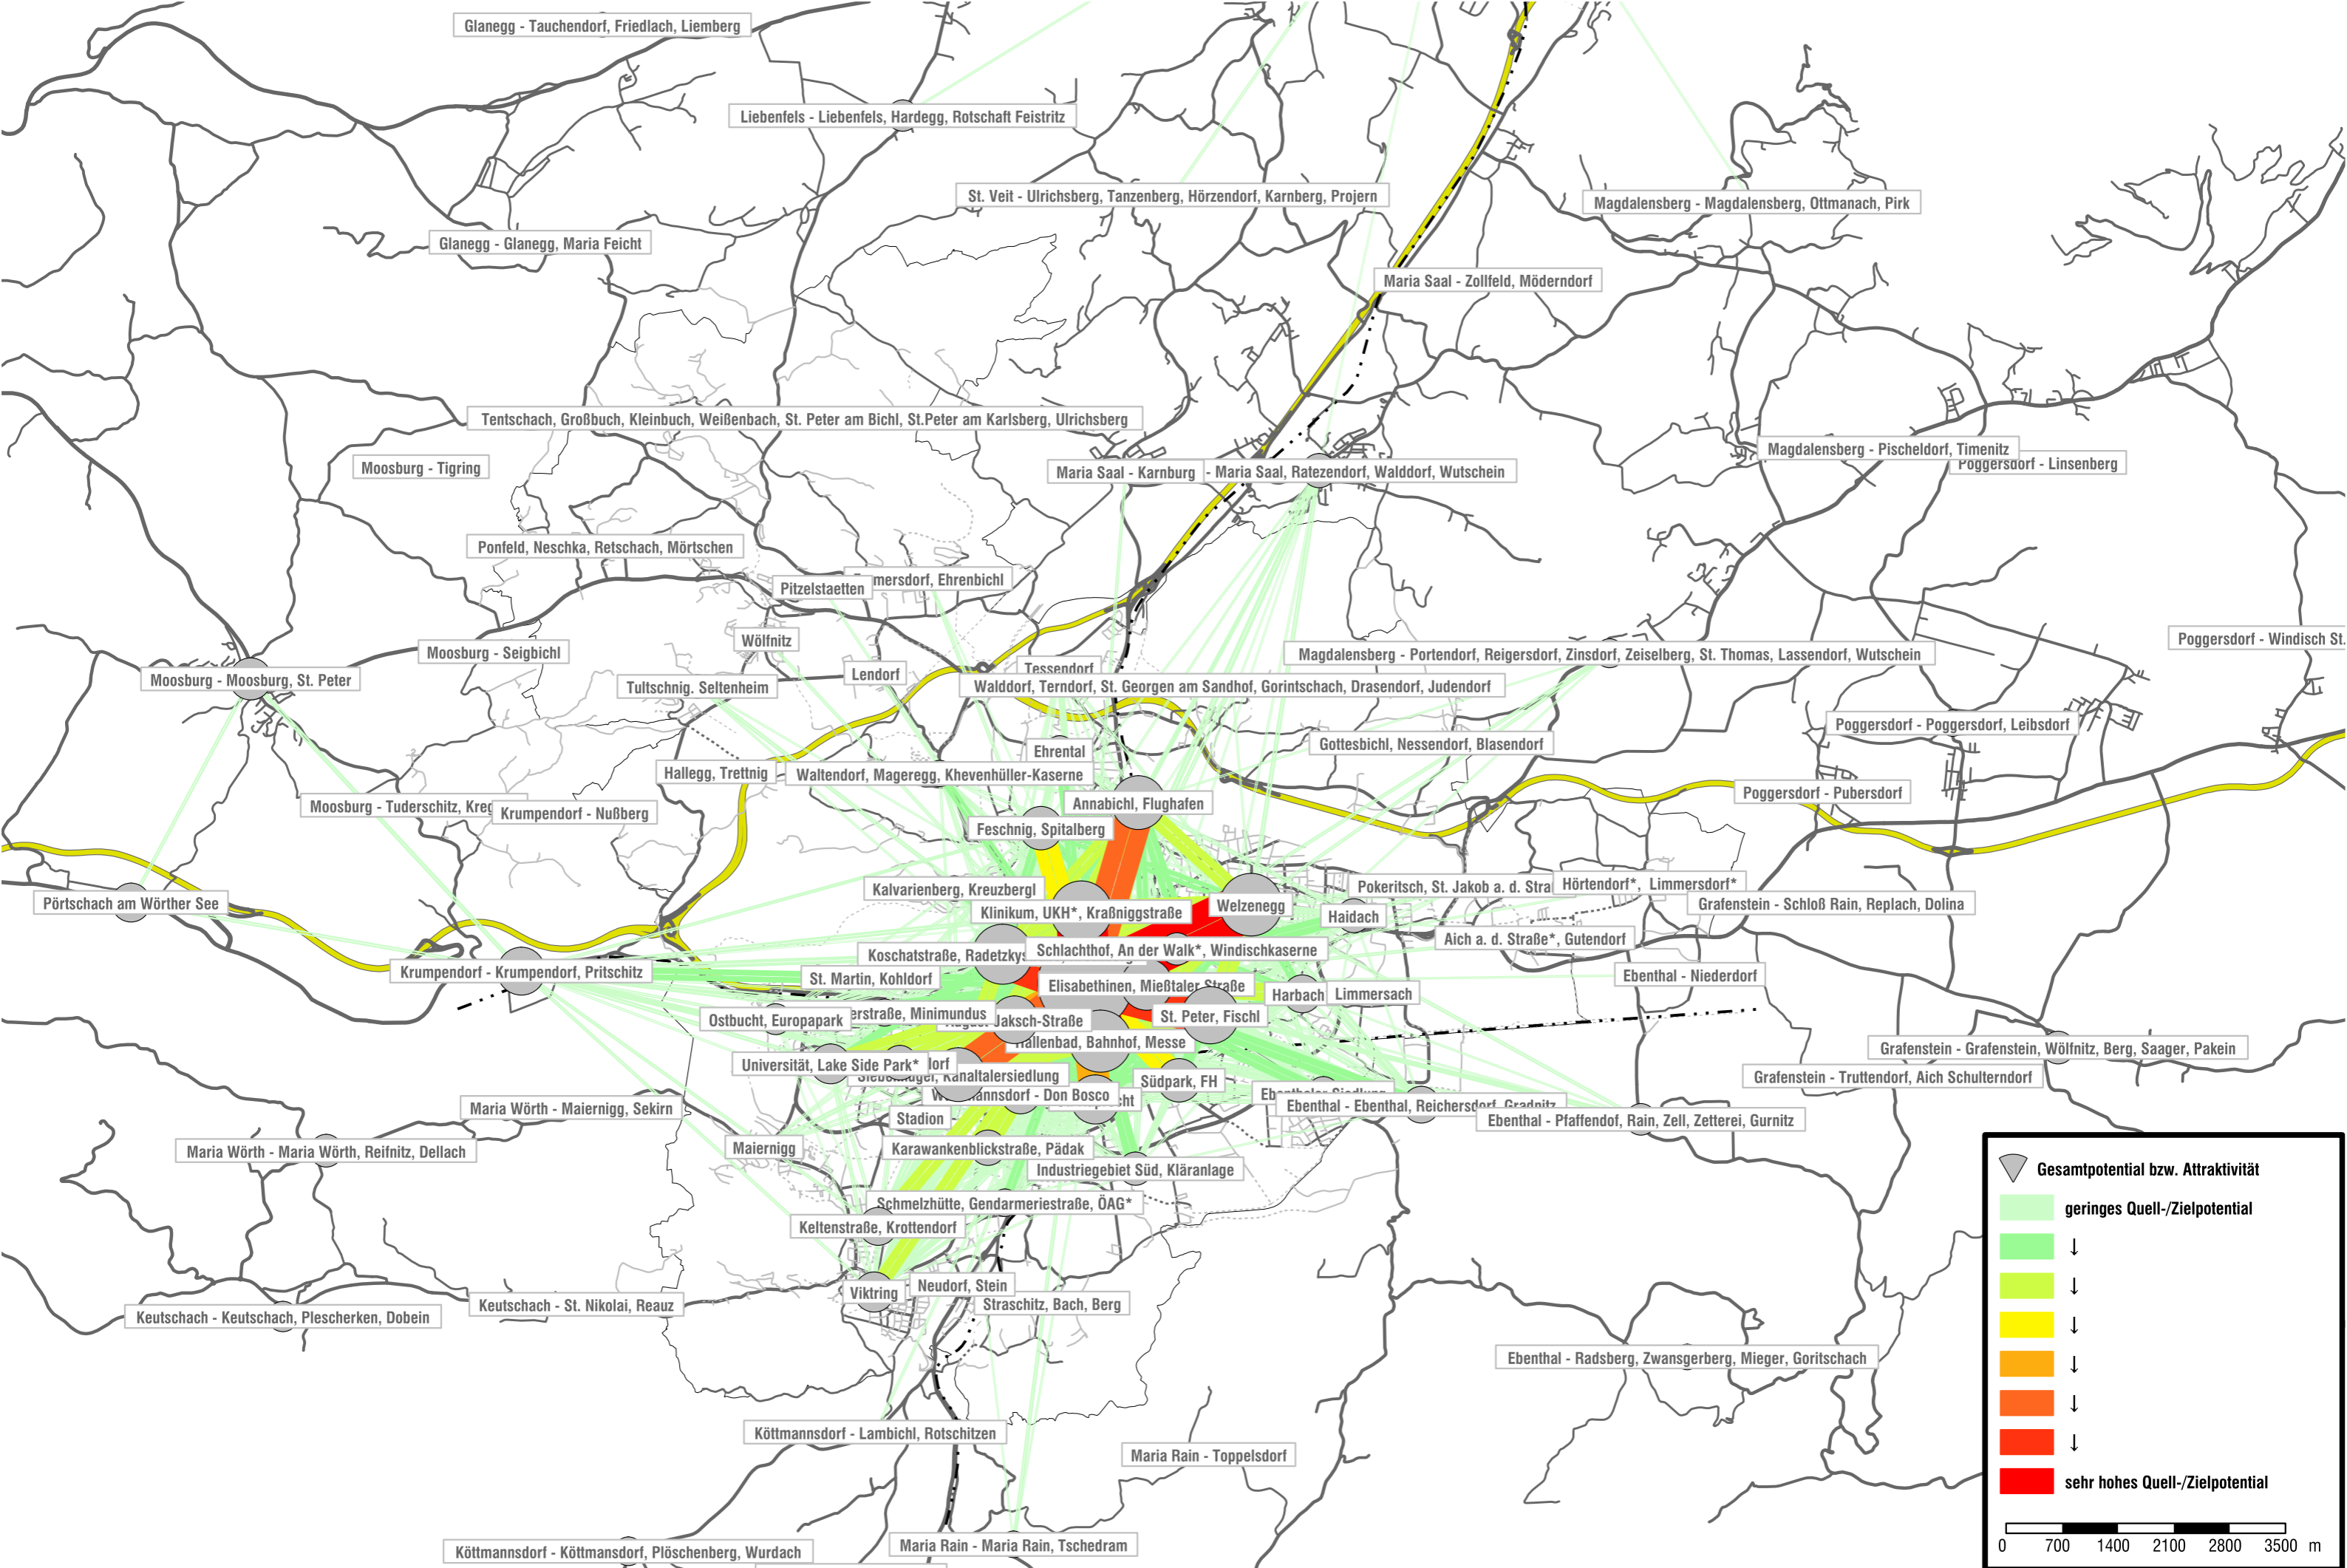 Glanegg - Tauchendorf, Friedlach, Liemberg
Liebenfels - Liebenfels, Hardegg, Rotschaft Feistritz
St. Veit - Ulrichsberg, Tanzenberg, Hörzendorf, Karnberg, Projern
Magdalensberg - Magdalensberg, Ottmanach, Pirk
Glanegg - Glanegg, Maria Feicht
Maria Saal - Zollfeld, Möderndorf
Tentschach, Großbuch, Kleinbuch, Weißenbach, St. Peter am Bichl, St.Peter am Karlsberg, Ulrichsberg
Magdalensberg - Pischeldorf, Timenitz
Poggersdorf - Linsenberg
Moosburg - Tigring
Maria Saal - Karnburg
- Maria Saal, Ratezendorf, Walddorf, Wutschein
Ponfeld, Neschka, Retschach, Mörtschen
mersdorf, Ehrenbichl
Pitzelstaetten
Wölfnitz
Poggersdorf - Windisch St.
Moosburg - Seigbichl
Magdalensberg - Portendorf, Reigersdorf, Zinsdorf, Zeiselberg, St. Thomas, Lassendorf, Wutschein
Tessendorf
Lendorf
Moosburg - Moosburg, St. Peter
Tultschnig. Seltenheim
Walddorf, Terndorf, St. Georgen am Sandhof, Gorintschach, Drasendorf, Judendorf
Poggersdorf - Poggersdorf, Leibsdorf
Ehrental
Gottesbichl, Nessendorf, Blasendorf
Hallegg, Trettnig
Waltendorf, Mageregg, Khevenhüller-Kaserne
Poggersdorf - Pubersdorf
Moosburg - Tuderschitz, Kreg
Krumpendorf - Nußberg
Annabichl, Flughafen
Feschnig, Spitalberg
Kalvarienberg, Kreuzbergl
Pokeritsch, St. Jakob a. d. Stra
Hörtendorf*, Limmersdorf*
Pörtschach am Wörther See
Klinikum, UKH*, Kraßniggstraße
Welzenegg
Haidach
Grafenstein - Schloß Rain, Replach, Dolina
Aich a. d. Straße*, Gutendorf
Koschatstraße, Radetzkys
Schlachthof, An der Walk*, Windischkaserne
Krumpendorf - Krumpendorf, Pritschitz
St. Martin, Kohldorf
Ebenthal - Niederdorf
Elisabethinen, Mießtaler Straße
Harbach
Limmersach
Ostbucht, Europapark
erstraße, Minimundus
Jaksch-Straße
St. Peter, Fischl
Hallenbad, Bahnhof, Messe
Grafenstein - Grafenstein, Wölfnitz, Berg, Saager, Pakein
Universität, Lake Side Park*
dorf
Kanaltalersiedlung
Südpark, FH
Grafenstein - Truttendorf, Aich Schulterndorf
mannsdorf - Don Bosco
cht
Ebenthal - Ebenthal, Reichersdorf, Gradnitz
Maria Wörth - Maiernigg, Sekirn
Stadion
Ebenthal - Pfaffendof, Rain, Zell, Zetterei, Gurnitz
Maria Wörth - Maria Wörth, Reifnitz, Dellach
Maiernigg
Karawankenblickstraße, Pädak
Industriegebiet Süd, Kläranlage
Schmelzhütte, Gendarmeriestraße, ÖAG*
Keltenstraße, Krottendorf
Viktring
Neudorf, Stein
Straschitz, Bach, Berg
Keutschach - St. Nikolai, Reauz
Keutschach - Keutschach, Plescherken, Dobein
Ebenthal - Radsberg, Zwansgerberg, Mieger, Goritschach
Köttmannsdorf - Lambichl, Rotschitzen
Maria Rain - Toppelsdorf
Maria Rain - Maria Rain, Tschedram
Köttmannsdorf - Köttmansdorf, Plöschenberg, Wurdach
Gesamtpotential bzw. Attraktivität
geringes Quell-/Zielpotential
↓
↓
↓
↓
↓
↓
sehr hohes Quell-/Zielpotential
0 700 1400 2100 2800 3500 m